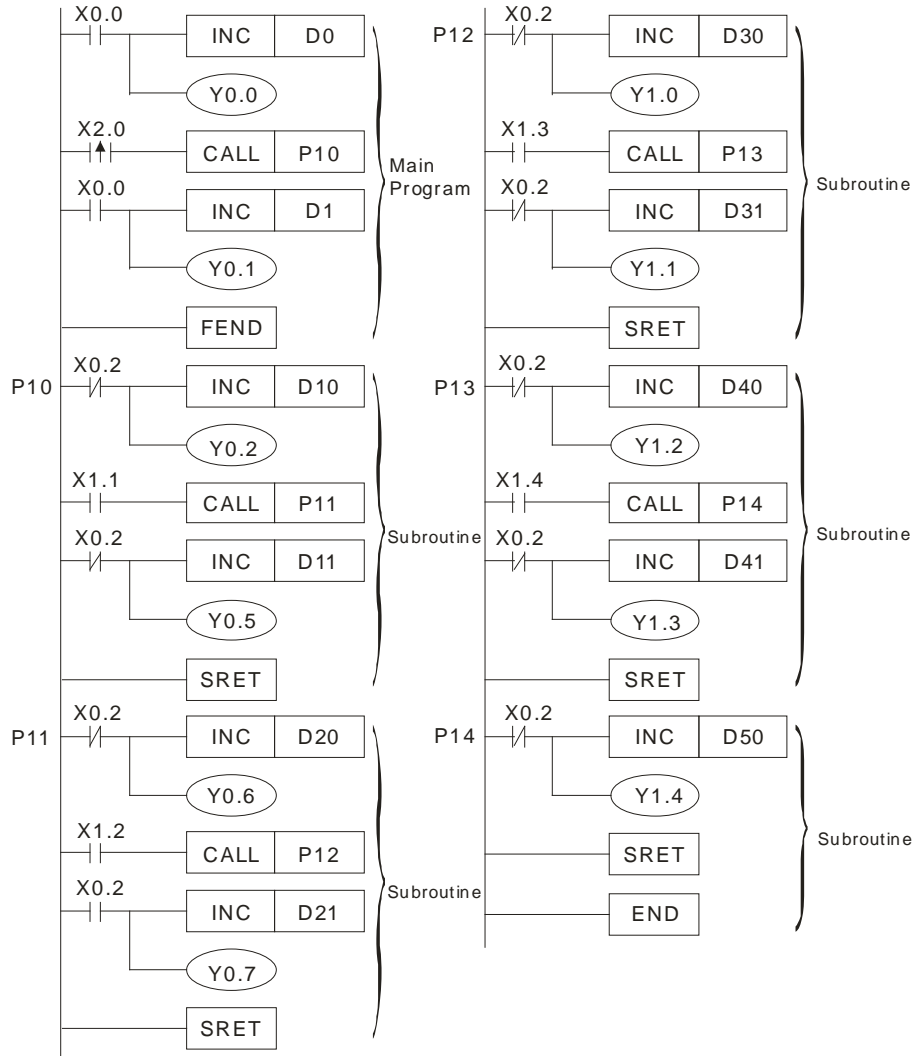 X0.0
INC D0
Y0.0
X2.0
CALL P10
X0.0
INC D1
Y0.1
FEND
Main
Program
P10
X0.2
INC D10
Y0.2
X1.1
CALL P11
X0.2
INC D11
Y0.5
SRET
Subroutine
P11
X0.2
INC D20
Y0.6
X1.2
CALL P12
X0.2
INC D21
Y0.7
SRET
Subroutine
P12
X0.2
INC D30
Y1.0
X1.3
CALL P13
X0.2
INC D31
Y1.1
SRET
Subroutine
P13
X0.2
INC D40
Y1.2
X1.4
CALL P14
X0.2
INC D41
Y1.3
SRET
Subroutine
P14
X0.2
INC D50
Y1.4
SRET
END
Subroutine